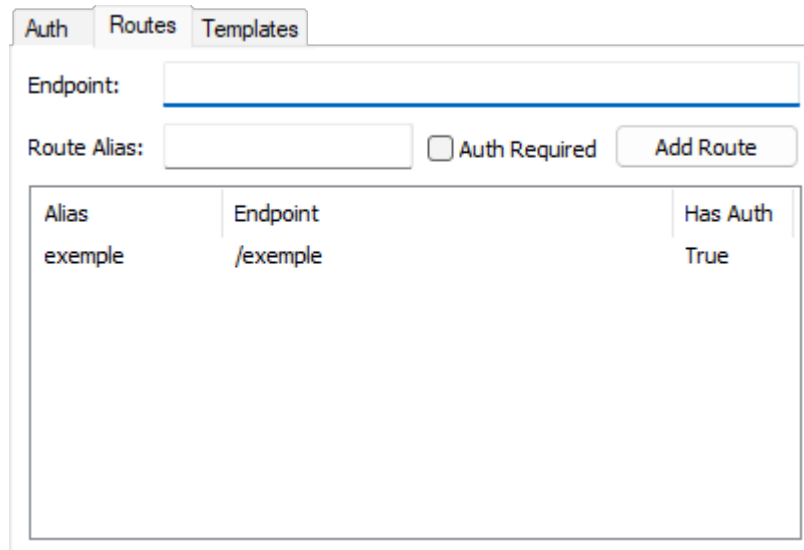 Auth Routes Templates
Endpoint:
Route Alias: Auth Required Add Route
Alias Endpoint Has Auth
exemple /exemple True